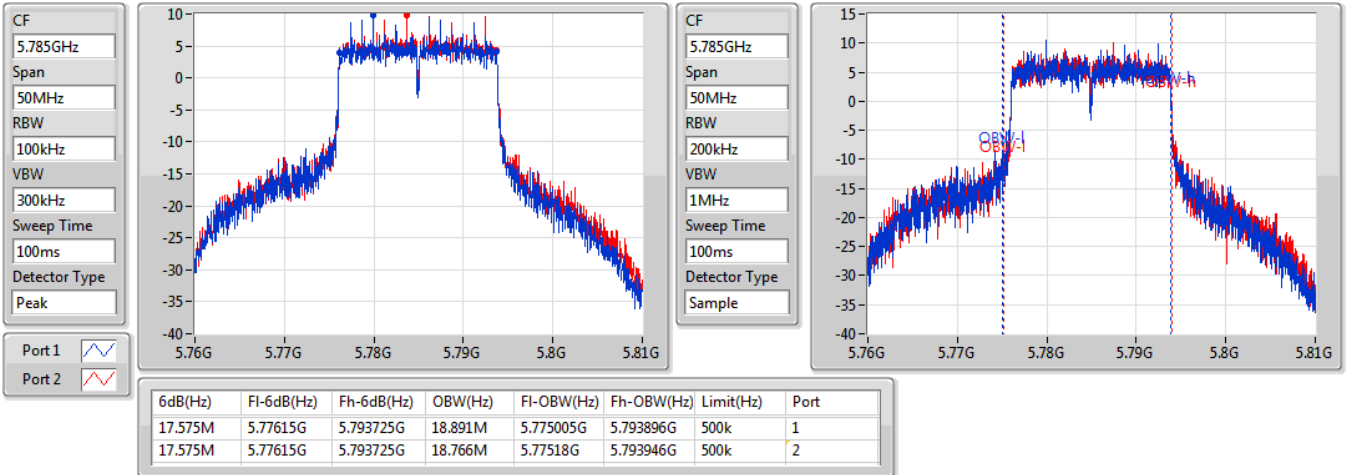 CF
5.785GHz
Span
50MHz
RBW
100kHz
VBW
300kHz
Sweep Time
100ms
Detector Type
Peak
Port 1
Port 2
10
5
0
-5
-10
-15
-20
-25
-30
-35
-40
5.76G 5.77G 5.78G 5.79G 5.8G 5.81G
CF
5.785GHz
Span
50MHz
RBW
200kHz
VBW
1MHz
Sweep Time
100ms
Detector Type
Sample
15
10
5
0
-5
-10
-15
-20
-25
-30
-35
-40
OBW-l
OBW-l
OBW-h
5.76G 5.77G 5.78G 5.79G 5.8G 5.81G
6dB(Hz) Fl-6dB(Hz) Fh-6dB(Hz) OBW(Hz) Fl-OBW(Hz) Fh-OBW(Hz) Limit(Hz) Port
17.575M 5.77615G 5.793725G 18.891M 5.775005G 5.793896G 500k 1
17.575M 5.77615G 5.793725G 18.766M 5.77518G 5.793946G 500k 2